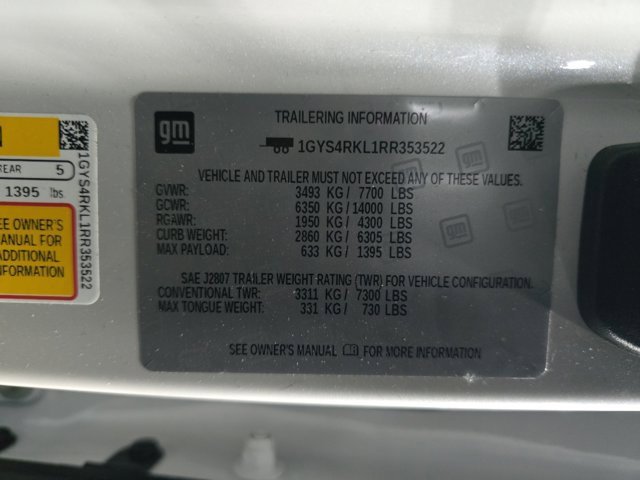 EAR 5
1395 lbs
EE OWNER'S
MANUAL FOR
ADDITIONAL
NFORMATION
1GYS4RKL1RR353522
gm
TRAILERING INFORMATION
1GYS4RKL1RR353522
VEHICLE AND TRAILER MUST NOT EXCEED ANY OF THESE VALUES.
GVWR: 3493 KG / 7700 LBS
GCWR: 6350 KG / 14000 LBS
RGAWR: 1950 KG / 4300 LBS
CURB WEIGHT: 2860 KG / 6305 LBS
MAX PAYLOAD: 633 KG / 1395 LBS
SAE J2807 TRAILER WEIGHT RATING (TWR) FOR VEHICLE CONFIGURATION.
CONVENTIONAL TWR: 3311 KG / 7300 LBS
MAX TONGUE WEIGHT: 331 KG / 730 LBS
SEE OWNER'S MANUAL FOR MORE INFORMATION